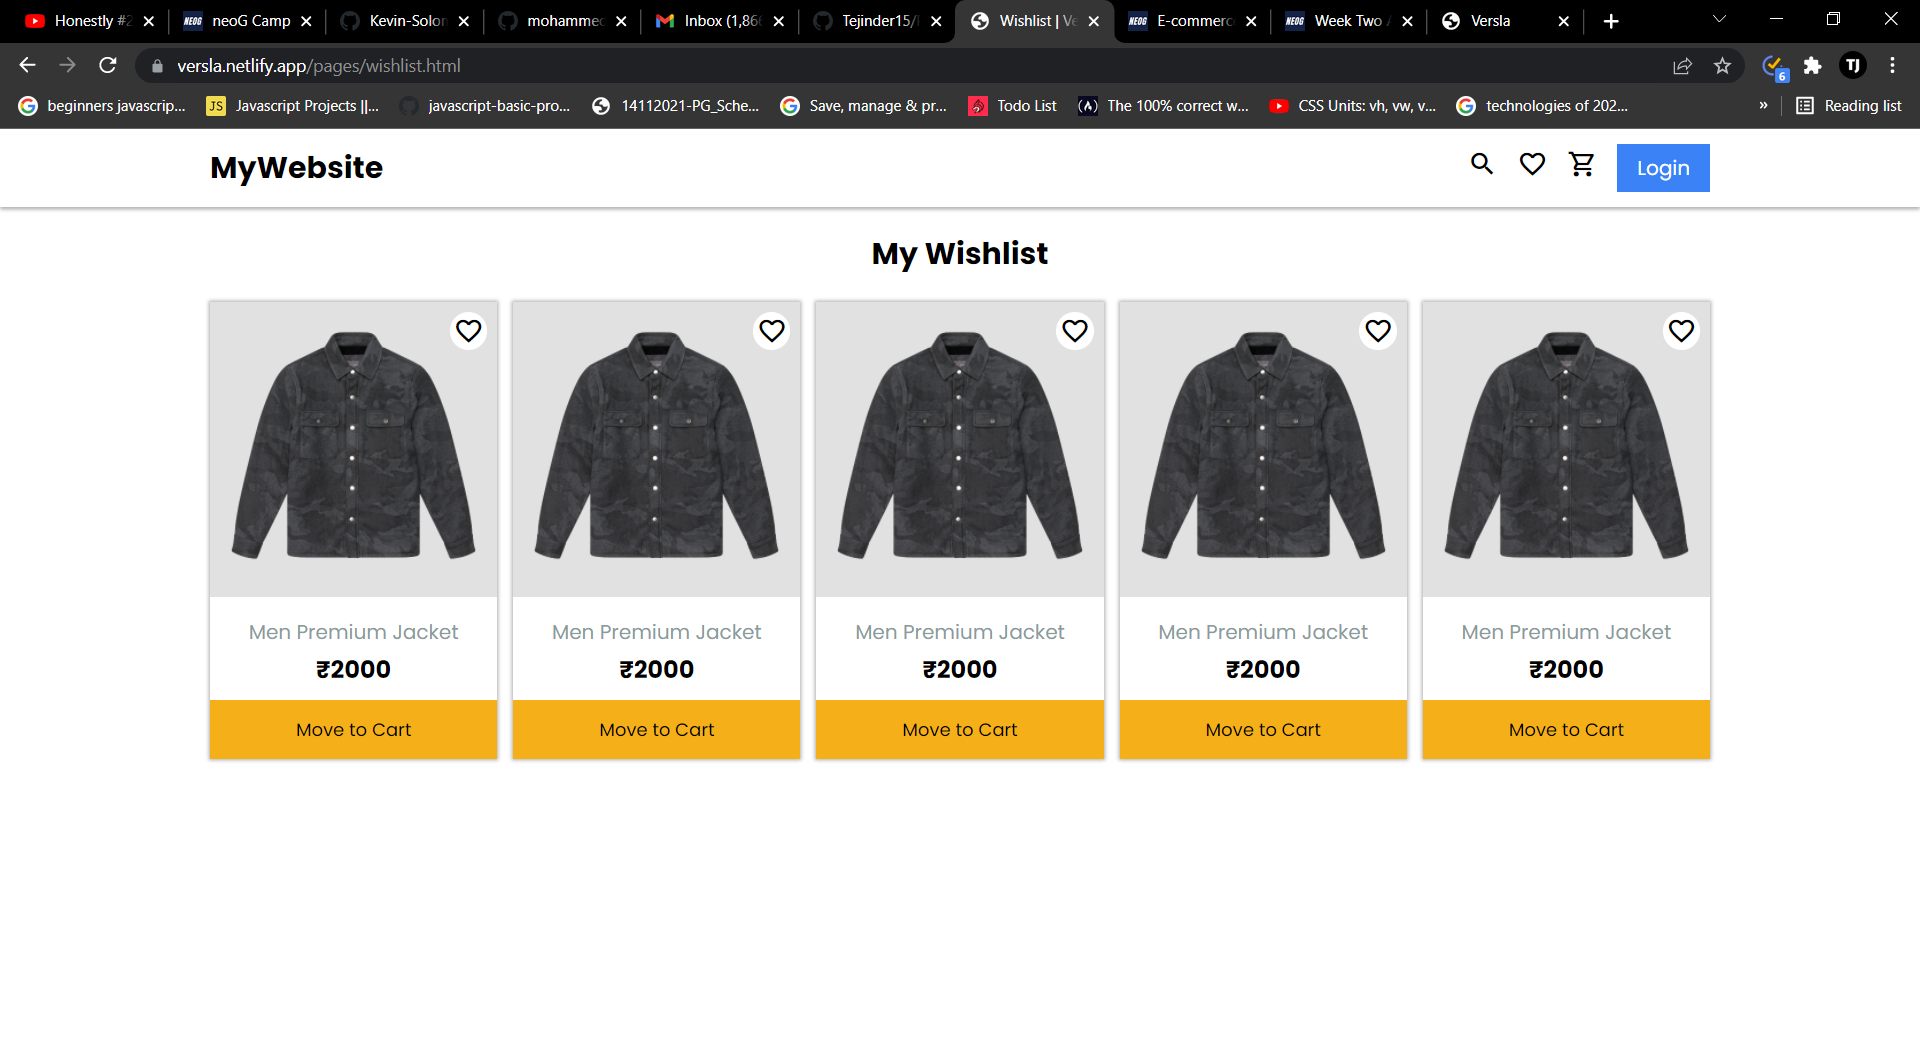 Honestly #2
neoG Camp
Kevin-Solon
mohammed
Inbox (1,86
Tejinder15/
Wishlist | Ve
E-commerc
Week Two
Versla
versla.netlify.app/pages/wishlist.html
6
TJ
beginners javascrip...
JS
Javascript Projects ||...
javascript-basic-pro...
14112021-PG_Sche...
Save, manage & pr...
Todo List
The 100% correct w...
CSS Units: vh, vw, v...
technologies of 202...
»
Reading list
MyWebsite
Login
My Wishlist
Men Premium Jacket
₹2000
Move to Cart
Men Premium Jacket
₹2000
Move to Cart
Men Premium Jacket
₹2000
Move to Cart
Men Premium Jacket
₹2000
Move to Cart
Men Premium Jacket
₹2000
Move to Cart